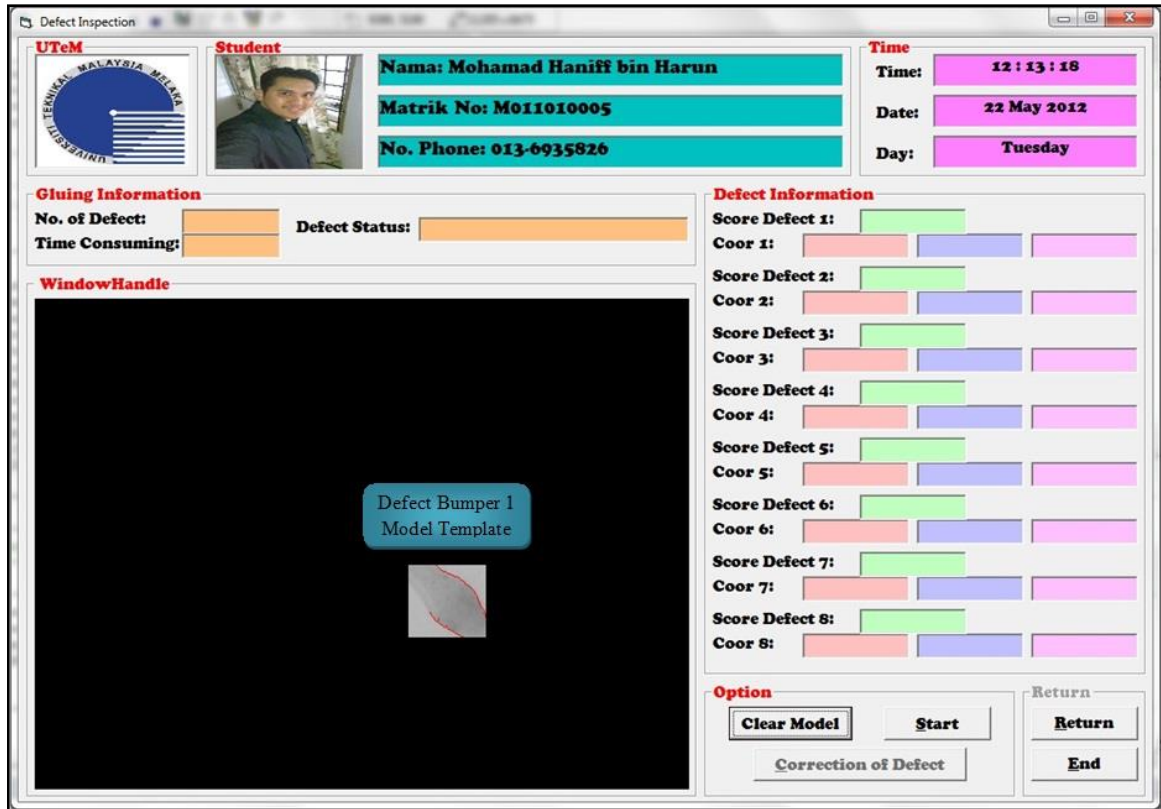 Defect Inspection
UTeM
UNIVERSITI TEKNIKAL MALAYSIA MELAKA
Student
Nama: Mohamad Haniff bin Harun
Matrik No: M011010005
No. Phone: 013-6935826
Time
Time: 12 : 13 : 18
Date: 22 May 2012
Day: Tuesday
Gluing Information
No. of Defect:
Time Consuming:
Defect Status:
WindowHandle
Defect Bumper 1
Model Template
Defect Information
Score Defect 1:
Coor 1:
Score Defect 2:
Coor 2:
Score Defect 3:
Coor 3:
Score Defect 4:
Coor 4:
Score Defect 5:
Coor 5:
Score Defect 6:
Coor 6:
Score Defect 7:
Coor 7:
Score Defect 8:
Coor 8:
Option
Clear Model Start
Correction of Defect
Return
Return
End